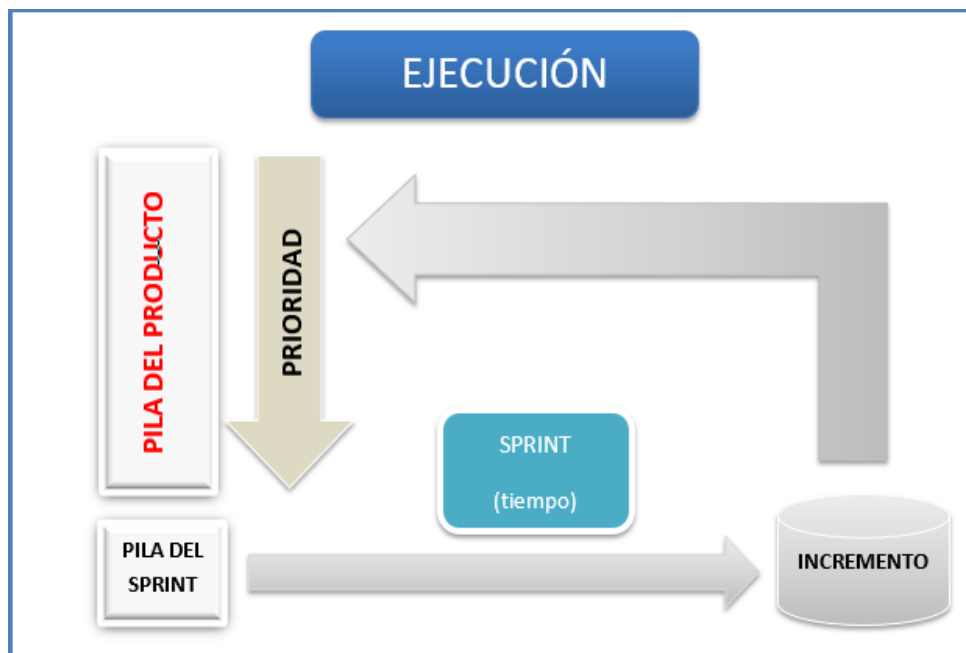 EJECUCIÓN
PILA DEL PRODUCTO
PRIORIDAD
SPRINT
(tiempo)
PILA DEL
SPRINT
INCREMENTO